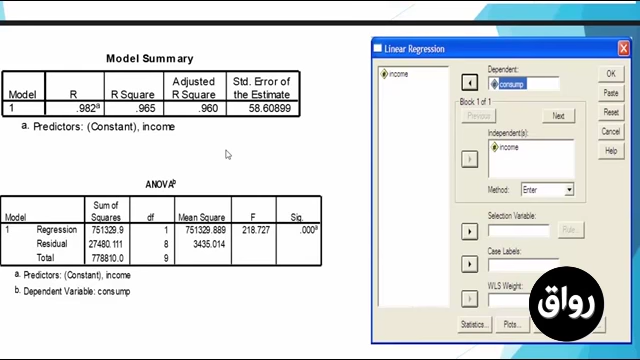 Model Summary
Model R R Square Adjusted R Square Std. Error of the Estimate
1 .982a .965 .960 58.60899
a. Predictors: (Constant), income
ANOVAb
Model Sum of Squares df Mean Square F Sig.
1 Regression 751329.9 1 751329.889 218.727 .000a
Residual 27480.111 8 3435.014
Total 778810.0 9
a. Predictors: (Constant), income
b. Dependent Variable: consump
Linear Regression
income
Dependent:
consump
Block 1 of 1
Previous
Next
Independent(s):
income
Method: Enter
Selection Variable:
Rule...
Case Labels:
WLS Weight:
Statistics...
Plots...
OK
Paste
Reset
Cancel
Help
رواق